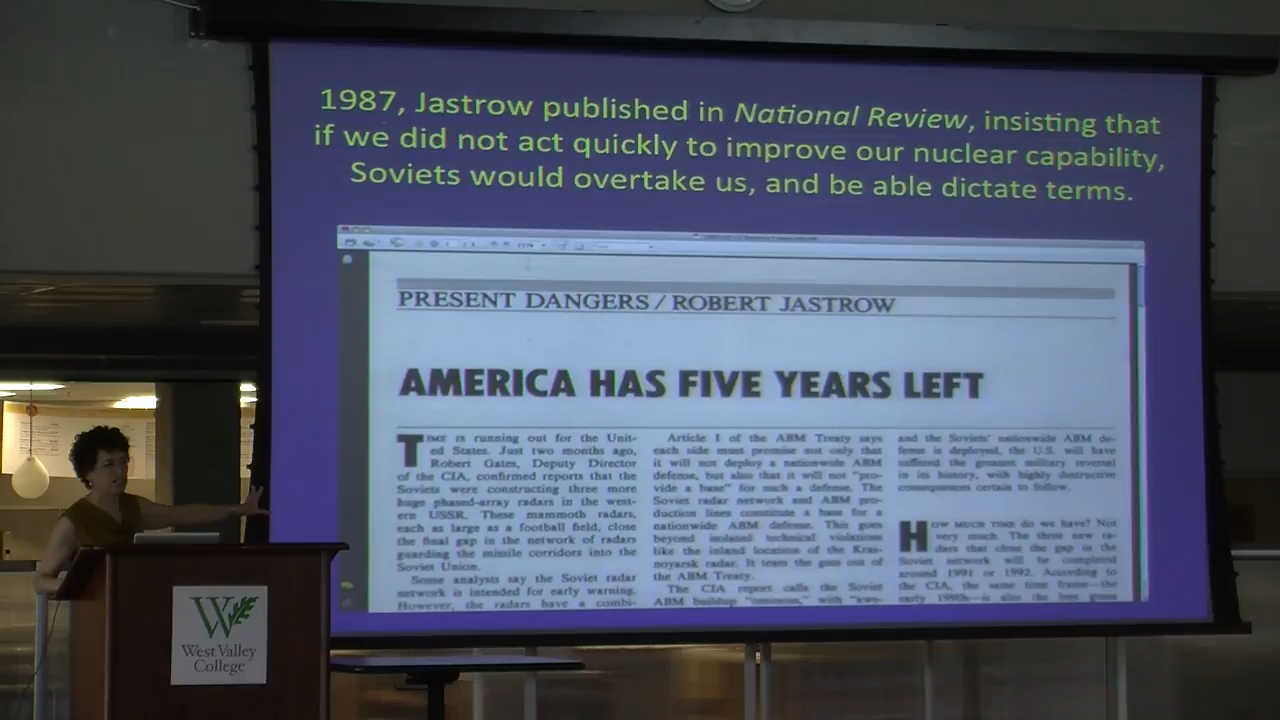 1987, Jastrow published in National Review, insisting that
if we did not act quickly to improve our nuclear capability,
Soviets would overtake us, and be able dictate terms.
PRESENT DANGERS / ROBERT JASTROW
AMERICA HAS FIVE YEARS LEFT
TIME is running out for the Unit-
ed States. Just two months ago,
Robert Gates, Deputy Director
of the CIA, confirmed reports that the
Soviets were constructing three more
huge phased-array radars in the west-
ern USSR. These mammoth radars,
each as large as a football field, close
the final gap in the network of radars
guarding the missile corridors into the
Soviet Union.
Some analysts say the Soviet radar
network is intended for early warning.
However, the radars have a combi-
Article I of the ABM Treaty says
each side must promise not only that
it will not deploy a nationwide ABM
defense, but also that it will not "pro-
vide a base" for such a defense. The
Soviet radar network and ABM pro-
duction lines constitute a base for a
nationwide ABM defense. This goes
beyond isolated technical violations
like the inland location of the Kras-
noyarsk radar. It tears the guts out of
the ABM Treaty.
The CIA report calls the Soviet
ABM buildup "ominous," with "awe-
and the Soviets' nationwide ABM de-
fense is deployed, the U.S. will have
suffered the greatest military reversal
in its history, with highly destructive
consequences certain to follow.
HOW MUCH TIME do we have? Not
very much. The three new ra-
dars that close the gap in the
Soviet network will be completed
around 1991 or 1992. According to
the CIA, the same time frame—the
early 1990s—is also the best guess
W
West Valley
College